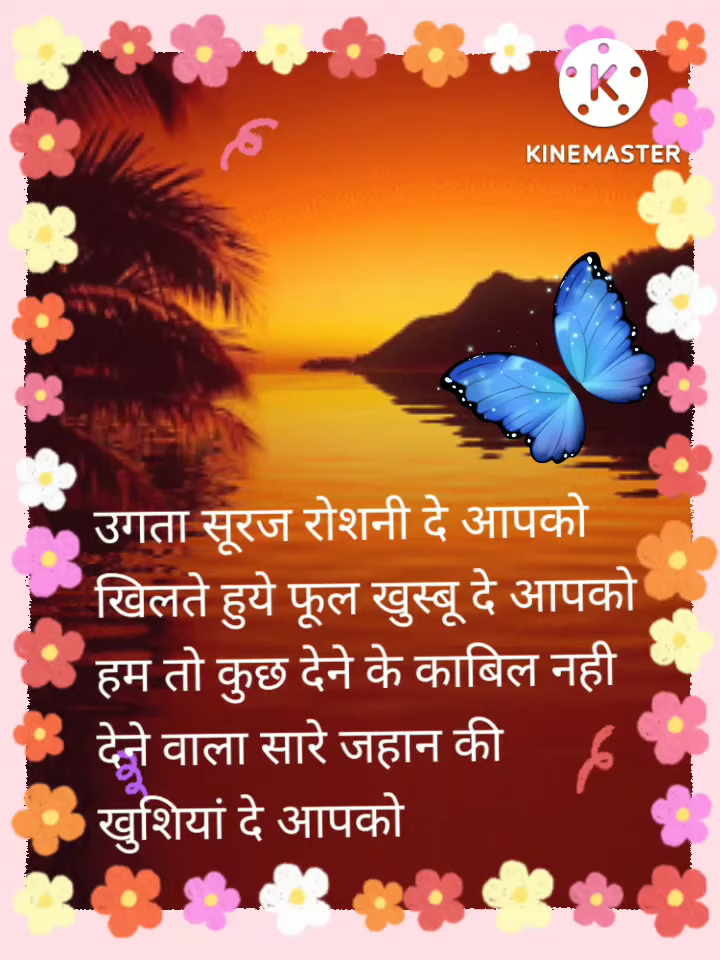 KINEMASTER
उगता सूरज रोशनी दे आपको
खिलते हुये फूल खुस्बू दे आपको
हम तो कुछ देने के काबिल नही
देने वाला सारे जहान की
खुशियां दे आपको